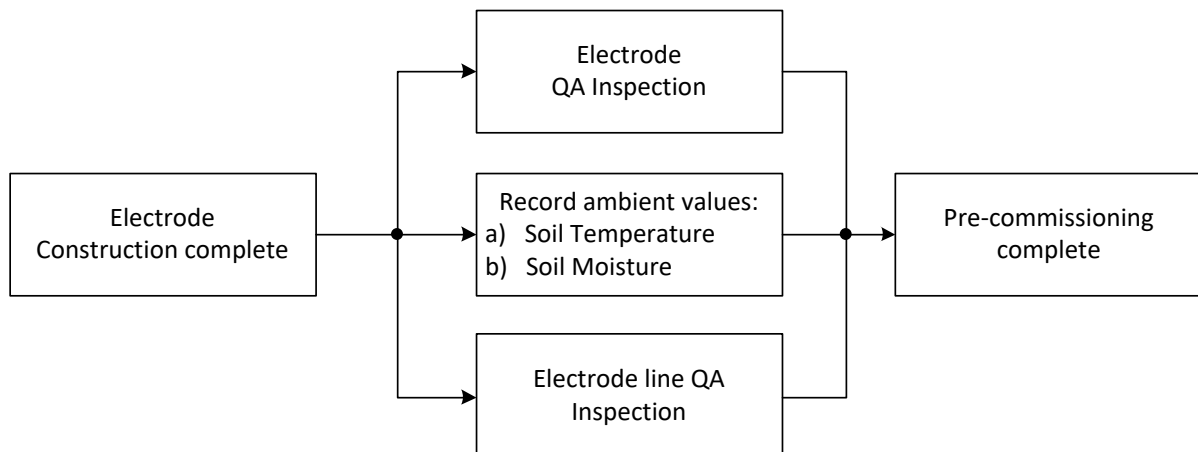 Electrode
QA Inspection
Electrode
Construction complete
Record ambient values:
a) Soil Temperature
b) Soil Moisture
Pre-commissioning
complete
Electrode line QA
Inspection